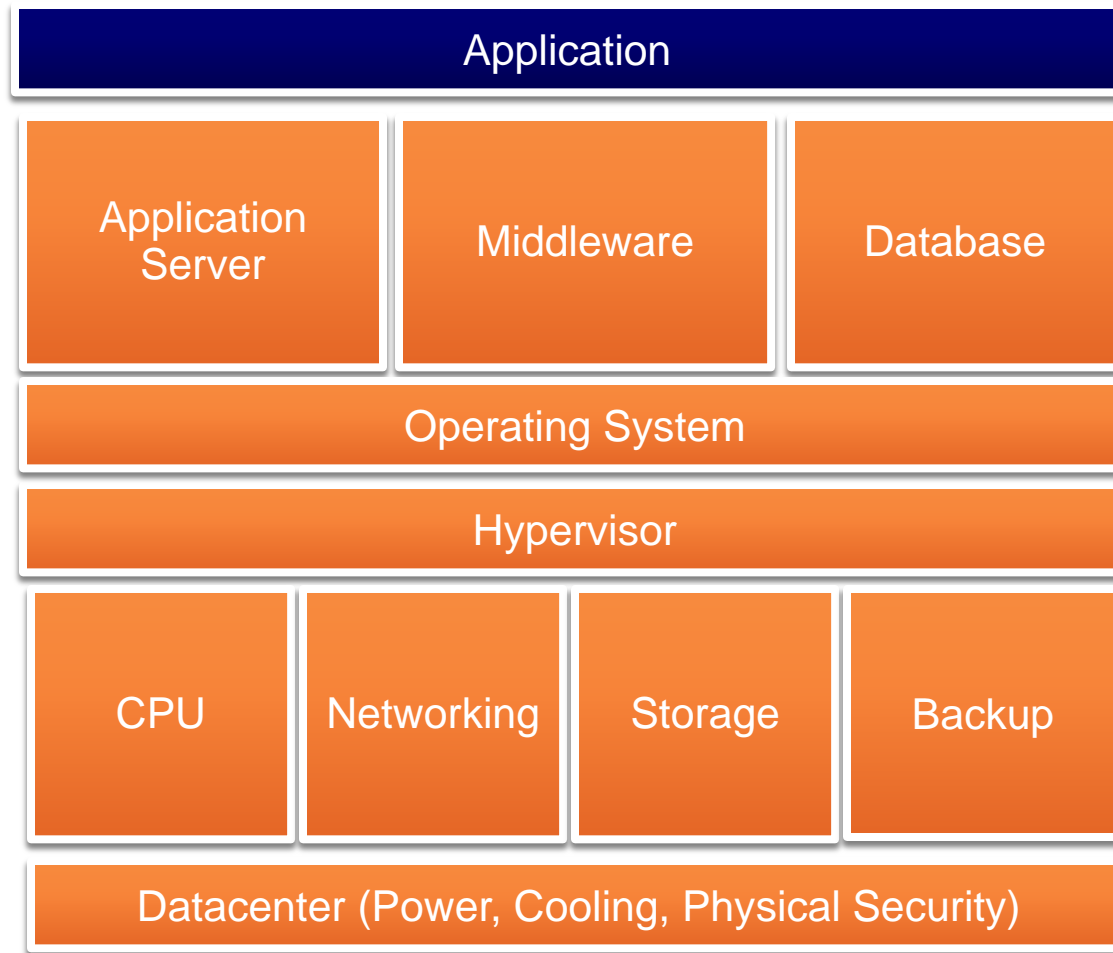 Application
Application
Server
Middleware
Database
Operating System
Hypervisor
CPU
Networking
Storage
Backup
Datacenter (Power, Cooling, Physical Security)